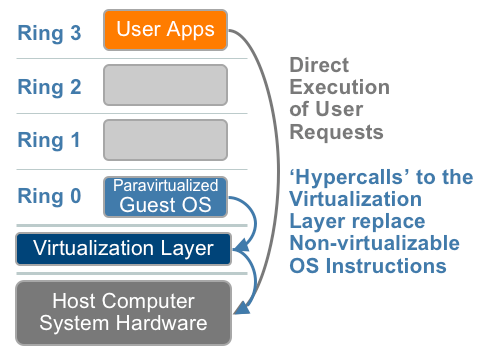 Ring 3
User Apps
Ring 2
Ring 1
Ring 0
Paravirtualized
Guest OS
Virtualization Layer
Host Computer
System Hardware
Direct
Execution
of User
Requests
‘Hypercalls’ to the
Virtualization
Layer replace
Non-virtualizable
OS Instructions